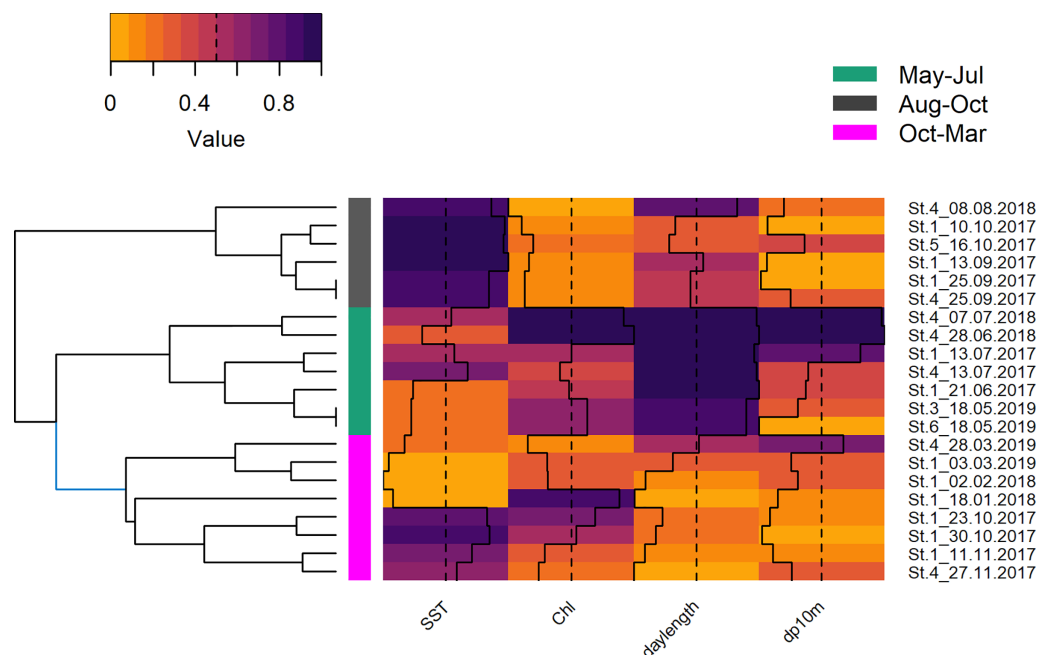 0 0.4 0.8
Value
May-Jul
Aug-Oct
Oct-Mar
St.4_08.08.2018
St.1_10.10.2017
St.5_16.10.2017
St.1_13.09.2017
St.1_25.09.2017
St.4_25.09.2017
St.4_07.07.2018
St.4_28.06.2018
St.1_13.07.2017
St.4_13.07.2017
St.1_21.06.2017
St.3_18.05.2019
St.6_18.05.2019
St.4_28.03.2019
St.1_03.03.2019
St.1_02.02.2018
St.1_18.01.2018
St.1_23.10.2017
St.1_30.10.2017
St.1_11.11.2017
St.4_27.11.2017
SST
Chl
daylength
dp10m